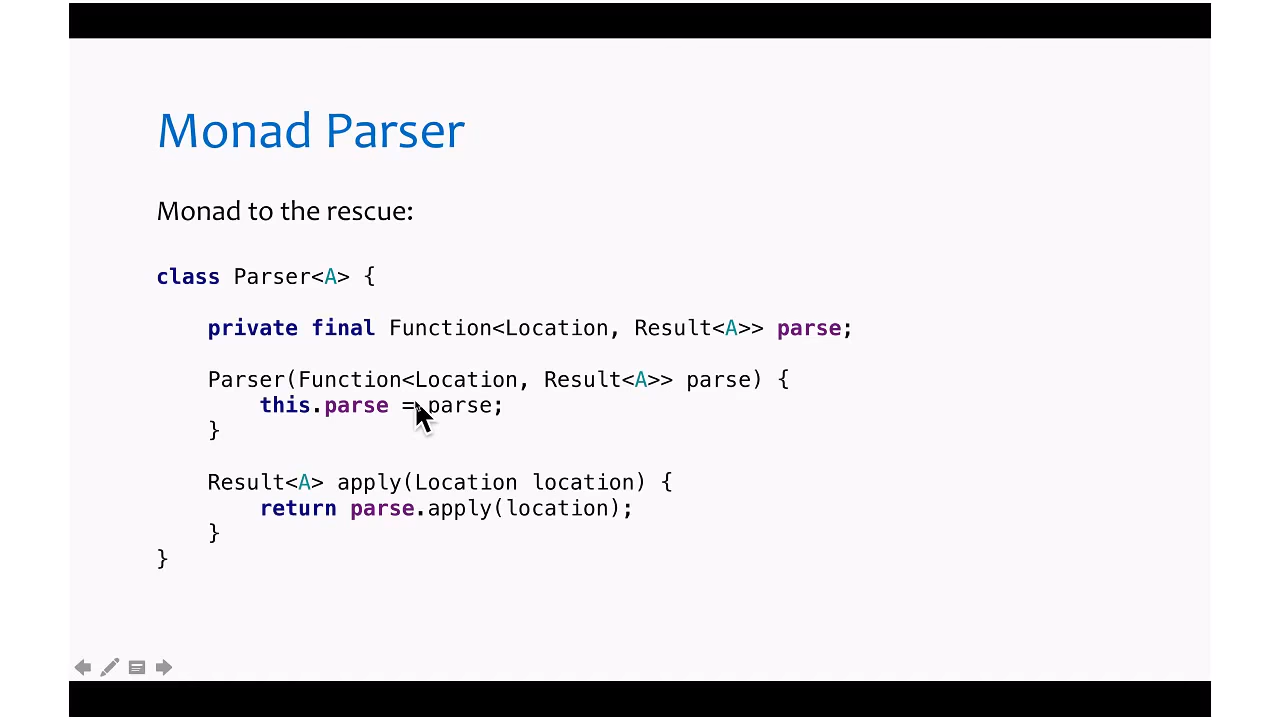 Monad Parser
Monad to the rescue:
class Parser<A> {
private final Function<Location, Result<A>> parse;
Parser(Function<Location, Result<A>> parse) {
this.parse = parse;
}
Result<A> apply(Location location) {
return parse.apply(location);
}
}